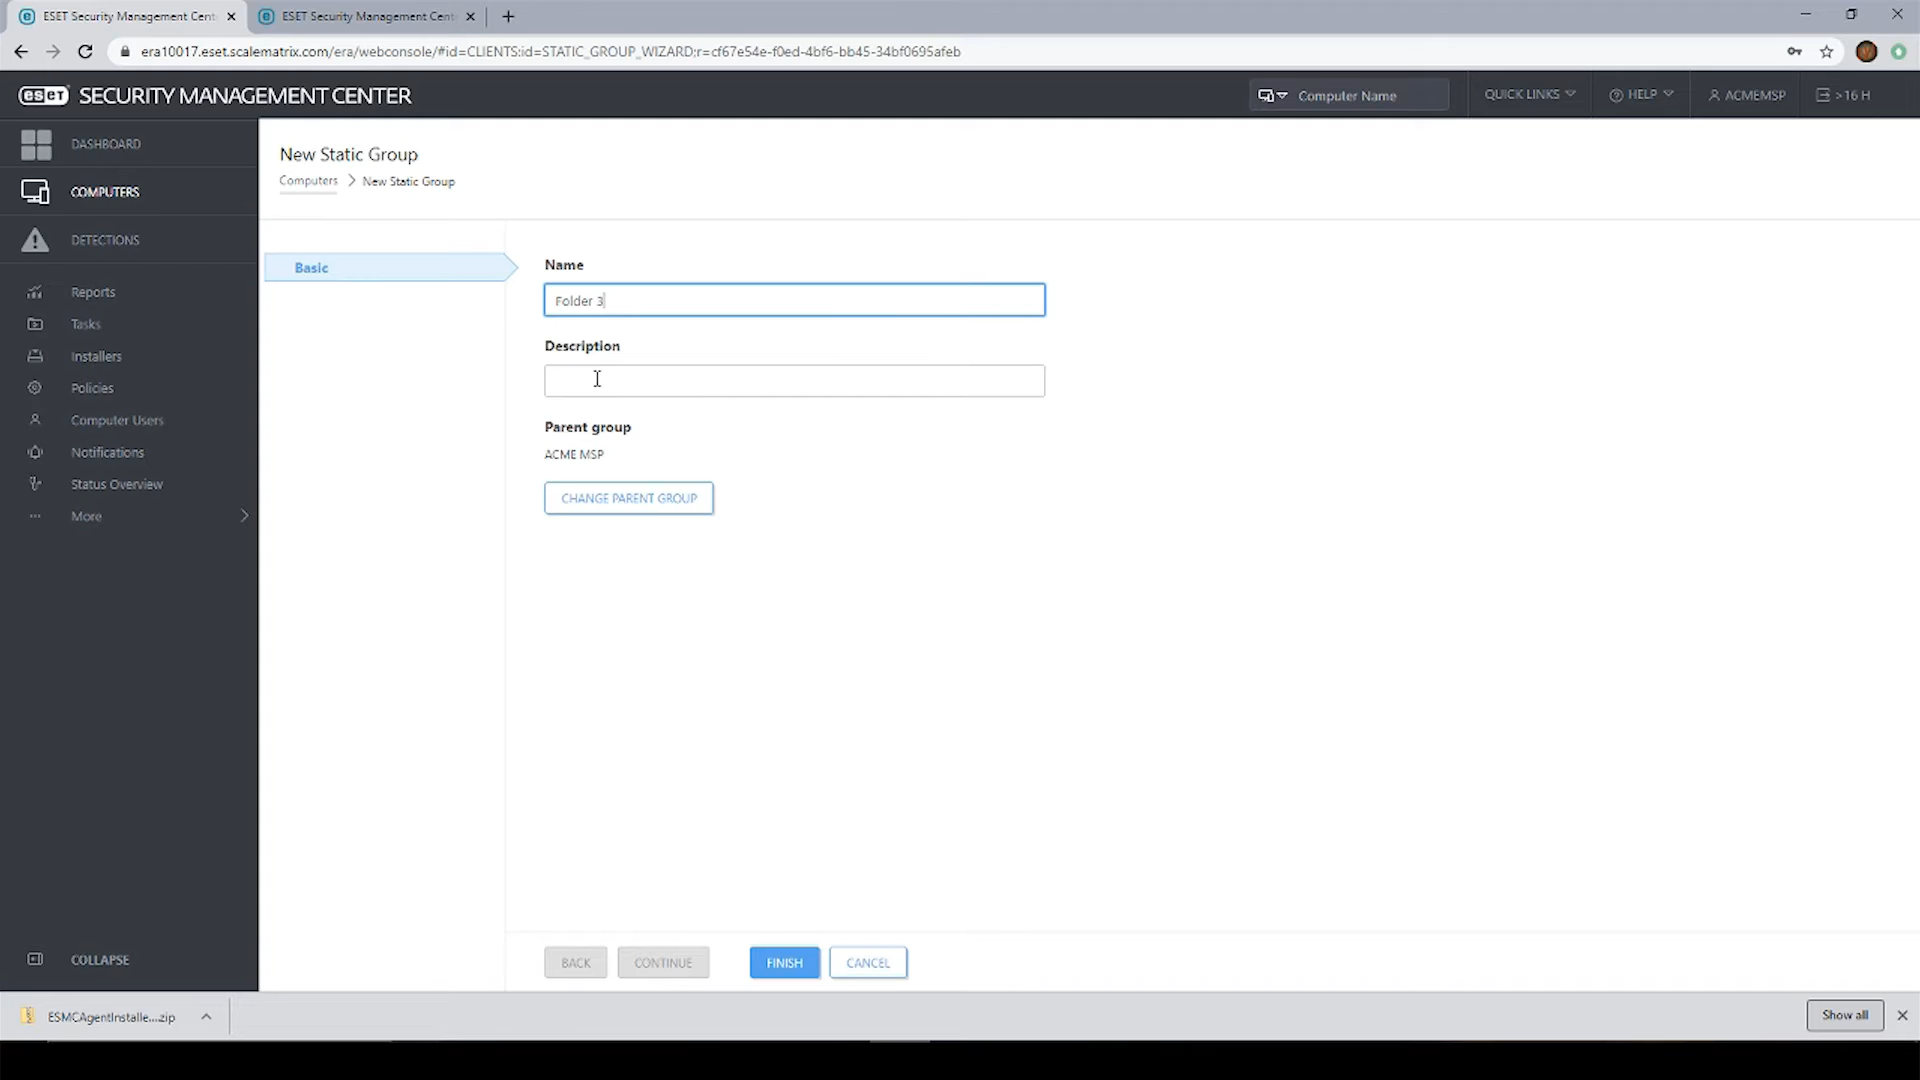 ESET Security Management Cent
ESET Security Management Cent
era10017.eset.scalematrix.com/era/webconsole/#id=CLIENTS:id=STATIC_GROUP_WIZARD;r=cf67e54e-f0ed-4bf6-bb45-34bf0695afeb
eset SECURITY MANAGEMENT CENTER
Computer Name
QUICK LINKS
HELP
ACMEMSP
>16 H
DASHBOARD
COMPUTERS
DETECTIONS
Reports
Tasks
Installers
Policies
Computer Users
Notifications
Status Overview
More
COLLAPSE
New Static Group
Computers > New Static Group
Basic
Name
Folder 3
Description
Parent group
ACME MSP
CHANGE PARENT GROUP
BACK
CONTINUE
FINISH
CANCEL
ESMCAgentInstalle....zip
Show all